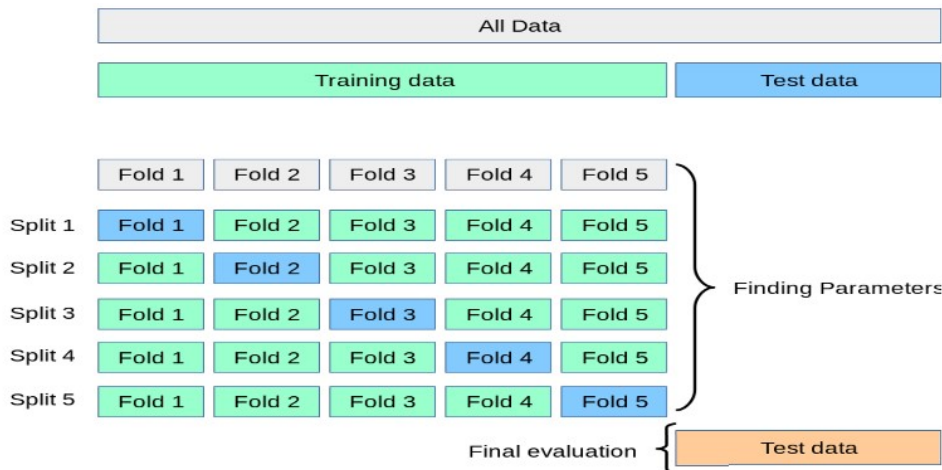 All Data
Training data Test data
Fold 1 Fold 2 Fold 3 Fold 4 Fold 5
Split 1 Fold 1 Fold 2 Fold 3 Fold 4 Fold 5
Split 2 Fold 1 Fold 2 Fold 3 Fold 4 Fold 5
Finding Parameters
Split 3 Fold 1 Fold 2 Fold 3 Fold 4 Fold 5
Split 4 Fold 1 Fold 2 Fold 3 Fold 4 Fold 5
Split 5 Fold 1 Fold 2 Fold 3 Fold 4 Fold 5
Final evaluation Test data